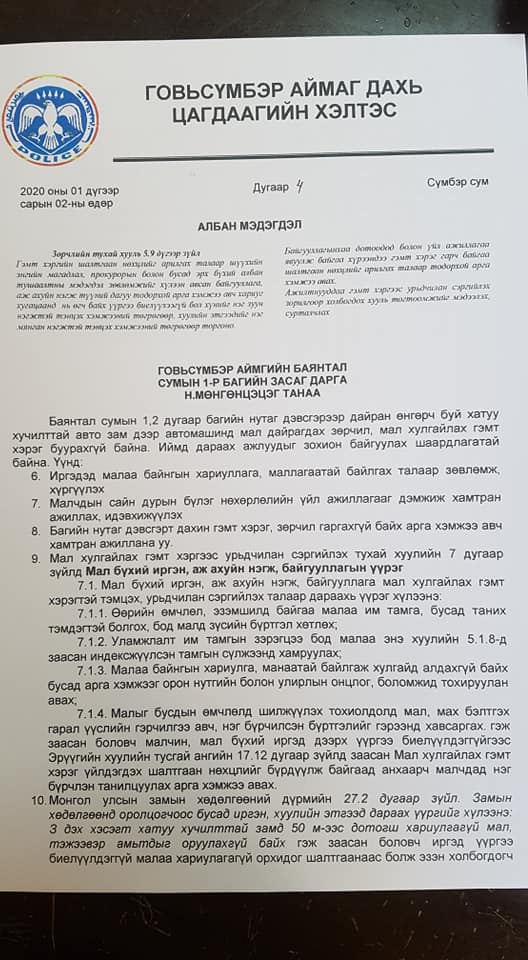 ГОВЬСҮМБЭР АЙМАГ ДАХЬ
ЦАГДААГИЙН ХЭЛТЭС
POLICE
2020 оны 01 дүгээр
сарын 02-ны өдөр
Дугаар 4
Сүмбэр сум
АЛБАН МЭДЭГДЭЛ
Зөрчлийн тухай хууль 5.9 дүгээр зүйл
Гэмт хэргийн шалтгаан нөхцлийг арилгах талаар шүүхийн
энгийн магадлал, прокурорын болон бусад эрх бүхий албан
тушаалтны мэдэгдэл зөвлөмжийг хүлээн авсан байгууллага,
аж ахуйн нэгж түүний дагуу тодорхой арга хэмжээ авч хариуг
хугацаанд нь өгч байх үүргээ биелүүлээгүй бол хүнийг нэг зуун
нэгжтэй тэнцэх хэмжээний төгрөгөөр, хуулийн этгээдийг нэг
мянган нэгжтэй тэнцэх хэмжээний төгрөгөөр торгоно.
Байгууллагынхаа дотоодод болон үйл ажиллагаа
явуулж байгаа хүрээндээ гэмт хэрэг гарч байгаа
шалтгаан нөхцлийг арилгах талаар тодорхой арга
хэмжээ авах.
Ажилтнууддаа гэмт хэргээс урьдчилан сэргийлэх
зорилгоор холбогдох хууль тогтоомжийг мэдээлэх,
сурталчлах
ГОВЬСҮМБЭР АЙМГИЙН БАЯНТАЛ
СУМЫН 1-Р БАГИЙН ЗАСАГ ДАРГА
Н.МӨНГӨНЦЭЦЭГ ТАНАА
Баянтал сумын 1,2 дугаар багийн нутаг дэвсгэрээр дайран өнгөрч буй хатуу
хучилттай авто зам дээр автомашинд мал дайрагдах зөрчил, мал хулгайлах гэмт
хэрэг буурахгүй байна. Иймд дараах ажлуудыг зохион байгуулах шаардлагатай
байна. Үүнд:
6. Иргэдэд малаа байнгын хариуллага, маллагаатай байлгах талаар зөвлөмж,
хүргүүлэх
7. Малчдын сайн дурын бүлэг нөхөрлөлийн үйл ажиллагааг дэмжиж хамтран
ажиллах, идэвхижүүлэх
8. Багийн нутаг дэвсгэрт дахин гэмт хэрэг, зөрчил гаргахгүй байх арга хэмжээ авч
хамтран ажиллана уу.
9. Мал хулгайлах гэмт хэргээс урьдчилан сэргийлэх тухай хуулийн 7 дугаар
зүйлд Мал бүхий иргэн, аж ахуйн нэгж, байгууллагын үүрэг
7.1. Мал бүхий иргэн, аж ахуйн нэгж, байгууллага мал хулгайлах гэмт
хэрэгтэй тэмцэх, урьдчилан сэргийлэх талаар дараахь үүрэг хүлээнэ:
7.1.1. Өөрийн өмчлөл, эзэмшилд байгаа малаа им тамга, бусад таних
тэмдэгтэй болгох, бод малд зүсийн бүртгэл хөтлөх;
7.1.2. Уламжлалт им тамгын зэрэгцээ бод малаа энэ хуулийн 5.1.8-д
заасан индексжүүлсэн тамгын сүлжээнд хамруулах;
7.1.3. Малаа байнгын хариулга, манаатай байлгаж хулгайд алдахгүй байх
бусад арга хэмжээг орон нутгийн болон улирлын онцлог, боломжид тохируулан
авах;
7.1.4. Малыг бусдын өмчлөлд шилжүүлэх тохиолдолд мал, мах бэлтгэх
гарал үүслийн гэрчилгээ авч, нэг бүрчилсэн бүртгэлийг гэрээнд хавсаргах. гэж
заасан боловч малчин, мал бүхий иргэд дээрх үүргээ биелүүлдэггүйгээс
Эрүүгийн хуулийн тусгай ангийн 17.12 дугаар зүйлд заасан Мал хулгайлах гэмт
хэрэг үйлдэгдэх шалтгаан нөхцлийг бүрдүүлж байгаад анхаарч малчдад нэг
бүрчлэн танилцуулах арга хэмжээ авах.
10. Монгол улсын замын хөдөлгөөний дүрмийн 27.2 дугаар зүйл. Замын
хөдөлгөөнд оролцогчоос бусад иргэн, хуулийн этгээд дараах үүргийг хүлээнэ:
3 дэх хэсэгт хатуу хучилттай замд 50 м-ээс дотогш хариулгагүй мал,
тэжээвэр амьтдыг оруулахгүй байх гэж заасан боловч иргэд үүргээ
биелүүлдэггүй малаа хариулагагүй орхидог шалтгаанаас болж эзэн холбогдогч